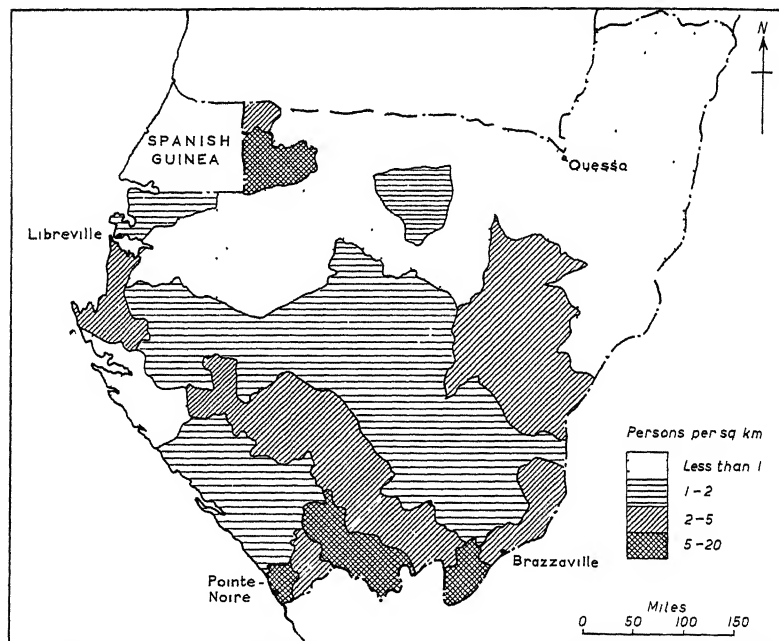 N
SPANISH
GUINEA
Quessa
Libreville
Persons per sq km
Less than 1
1-2
2-5
5-20
Brazzaville
Pointe-
Noire
Miles
0 50 100 150